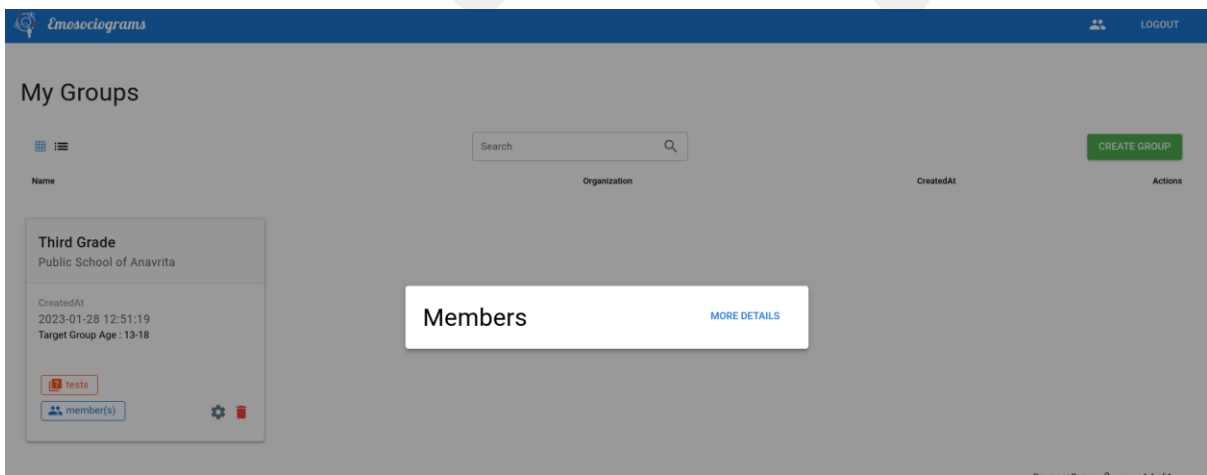 Emosociograms
LOGOUT
My Groups
Search
CREATE GROUP
Name Organization CreatedAt Actions
Third Grade
Public School of Anavrita
CreatedAt
2023-01-28 12:51:19
Target Group Age : 13-18
Members MORE DETAILS
tests
member(s)